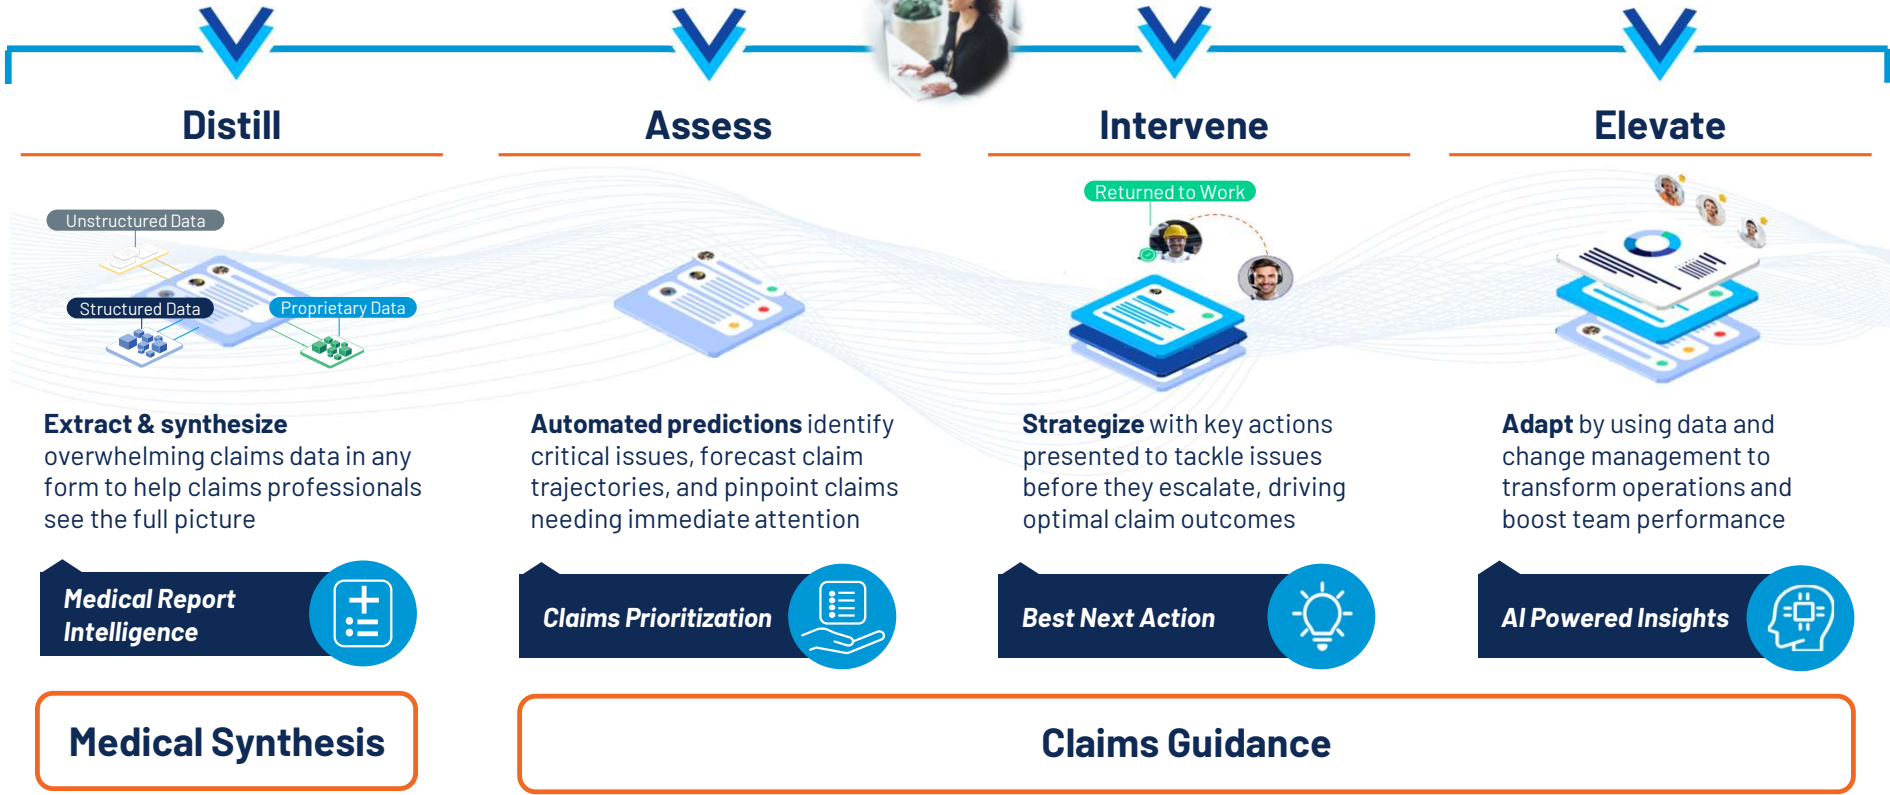 Distill
Assess
Intervene
Elevate
Unstructured Data
Structured Data
Proprietary Data
Returned to Work
Extract & synthesize
overwhelming claims data in any
form to help claims professionals
see the full picture
Automated predictions identify
critical issues, forecast claim
trajectories, and pinpoint claims
needing immediate attention
Strategize with key actions
presented to tackle issues
before they escalate, driving
optimal claim outcomes
Adapt by using data and
change management to
transform operations and
boost team performance
Medical Report
Intelligence
Claims Prioritization
Best Next Action
AI Powered Insights
Medical Synthesis
Claims Guidance